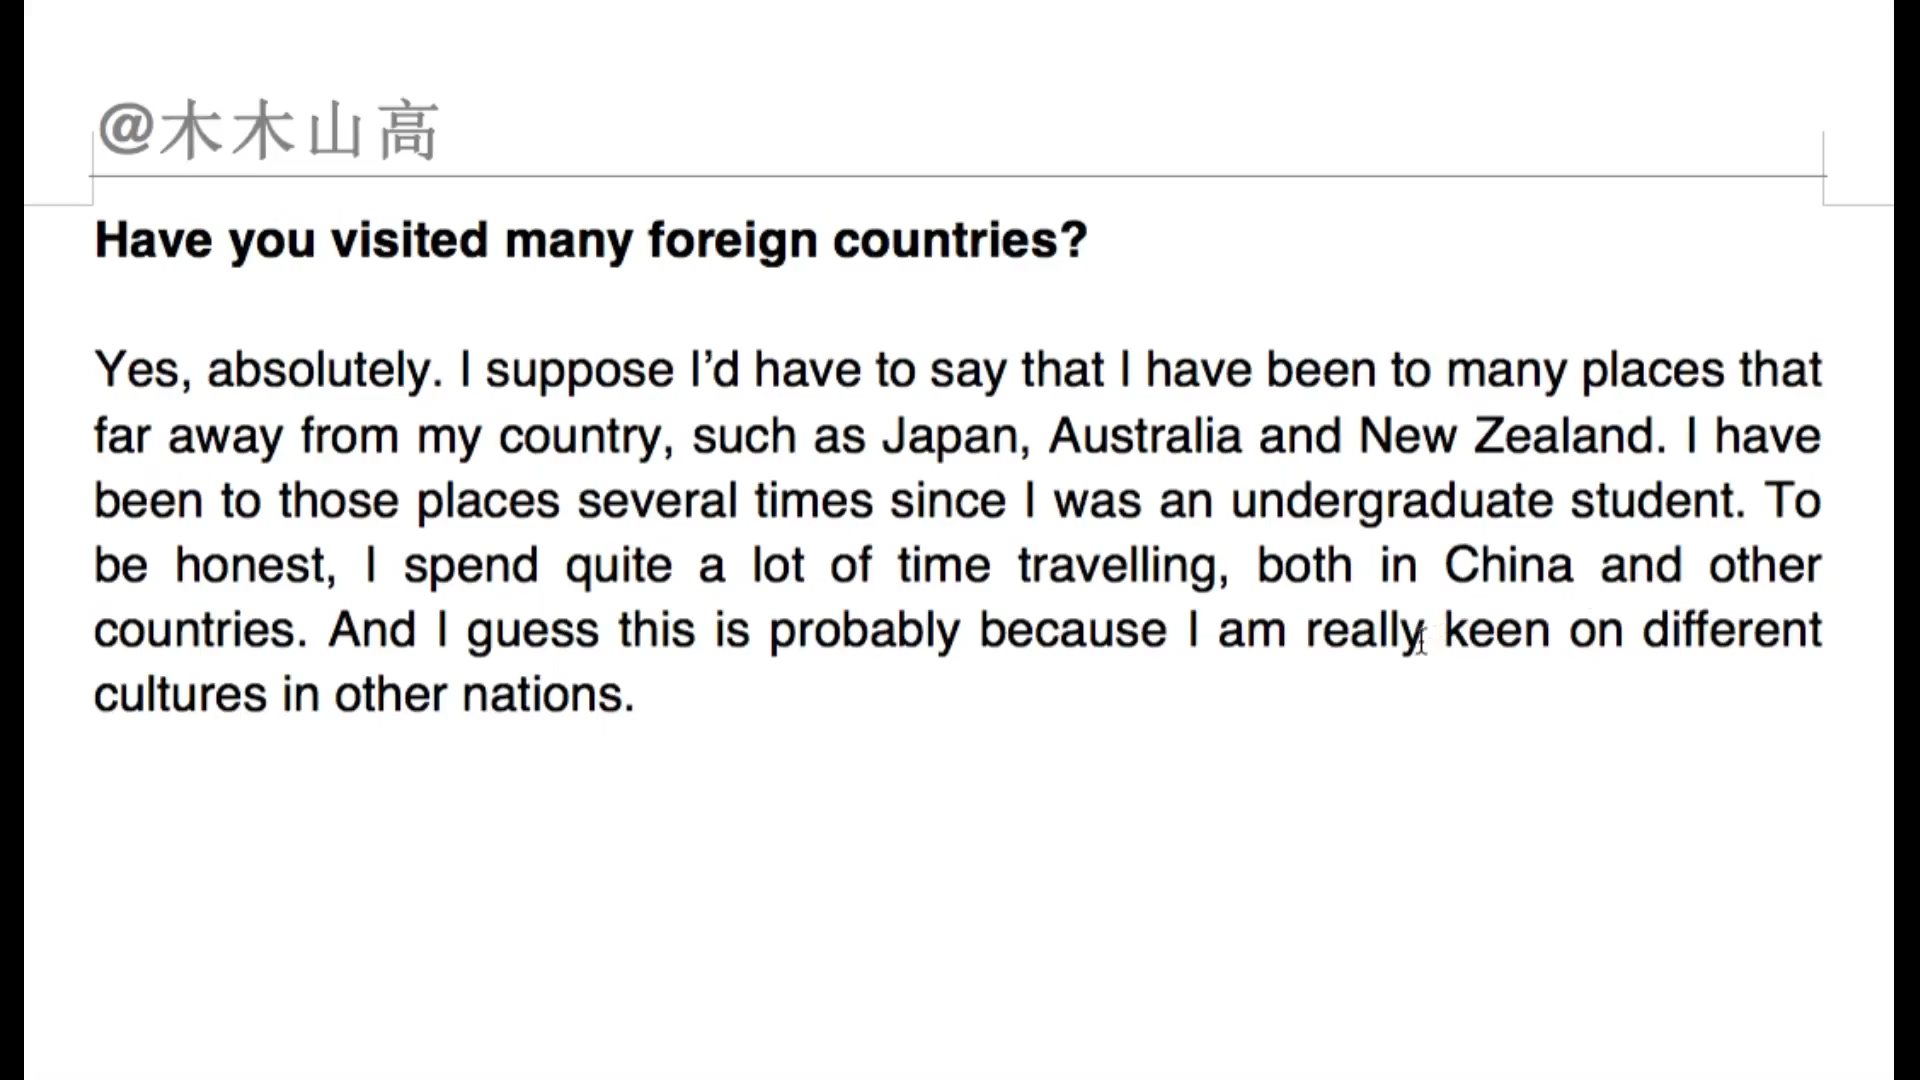 @木木山高
Have you visited many foreign countries?
Yes, absolutely. I suppose I’d have to say that I have been to many places that
far away from my country, such as Japan, Australia and New Zealand. I have
been to those places several times since I was an undergraduate student. To
be honest, I spend quite a lot of time travelling, both in China and other
countries. And I guess this is probably because I am really keen on different
cultures in other nations.